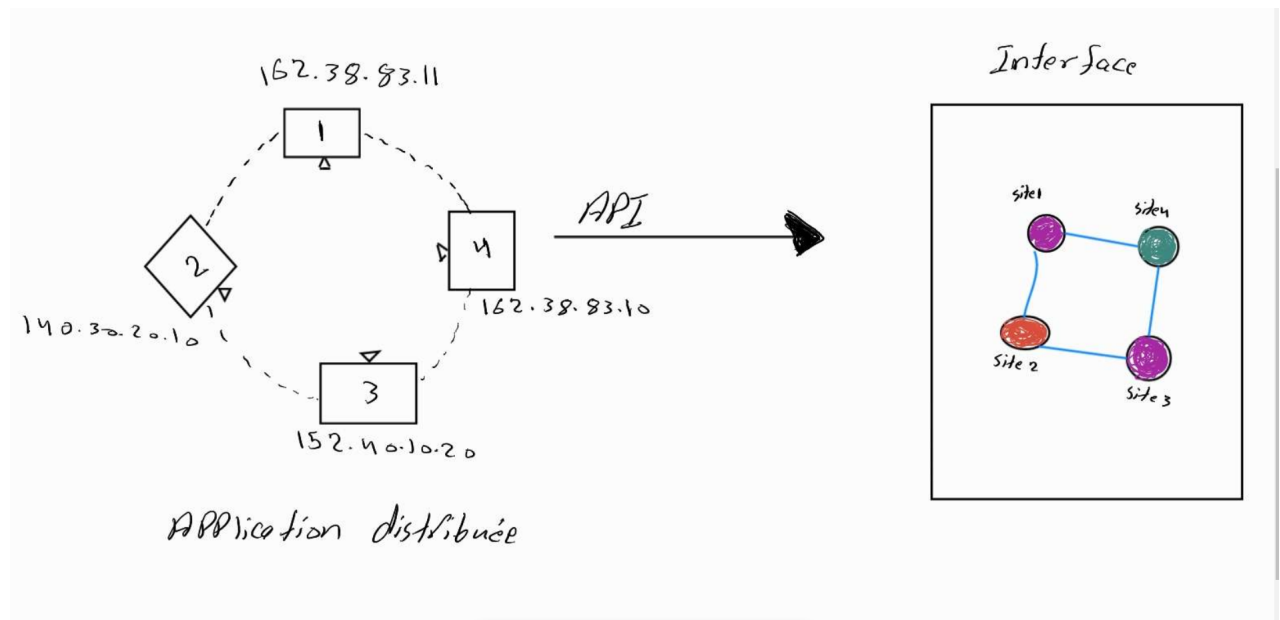 162.38.83.11
1
2
140.30.20.10
3
152.40.10.20
4
162.38.83.10
Application distribuée
API
Interface
site1
site4
Site 2
Site 3